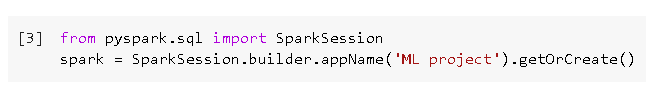 [3] from pyspark.sql import SparkSession
spark = SparkSession.builder.appName('ML project').getOrCreate()